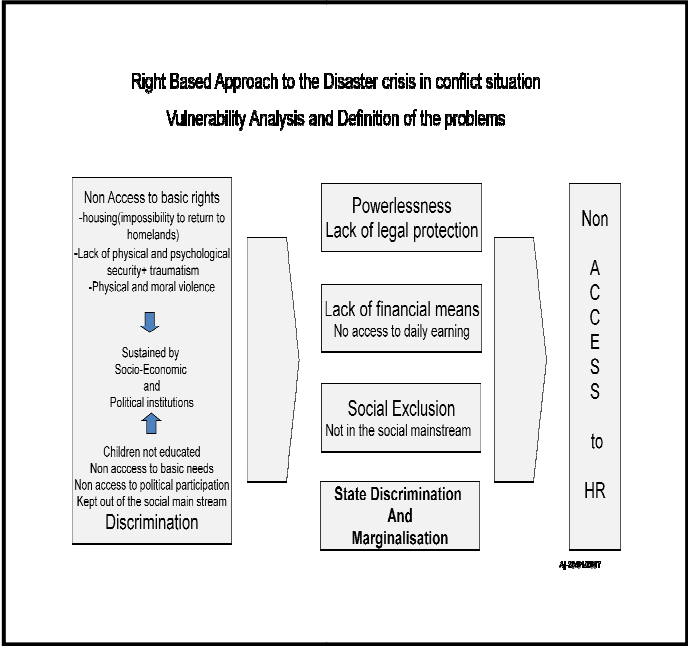 Right Based Approach to the Disaster crisis in conflict situation
Vulnerability Analysis and Definition of the problems
Non Access to basic rights
-housing(impossibility to return to
homelands)
-Lack of physical and psychological
security+ traumatism
-Physical and moral violence
Sustained by
Socio-Economic
and
Political institutions
Children not educated
Non acccess to basic needs
Non access to political participation
Kept out of the social main stream
Discrimination
Powerlessness
Lack of legal protection
Lack of financial means
No access to daily earning
Social Exclusion
Not in the social mainstream
State Discrimination
And
Marginalisation
Non
A
C
C
E
S
S
to
HR